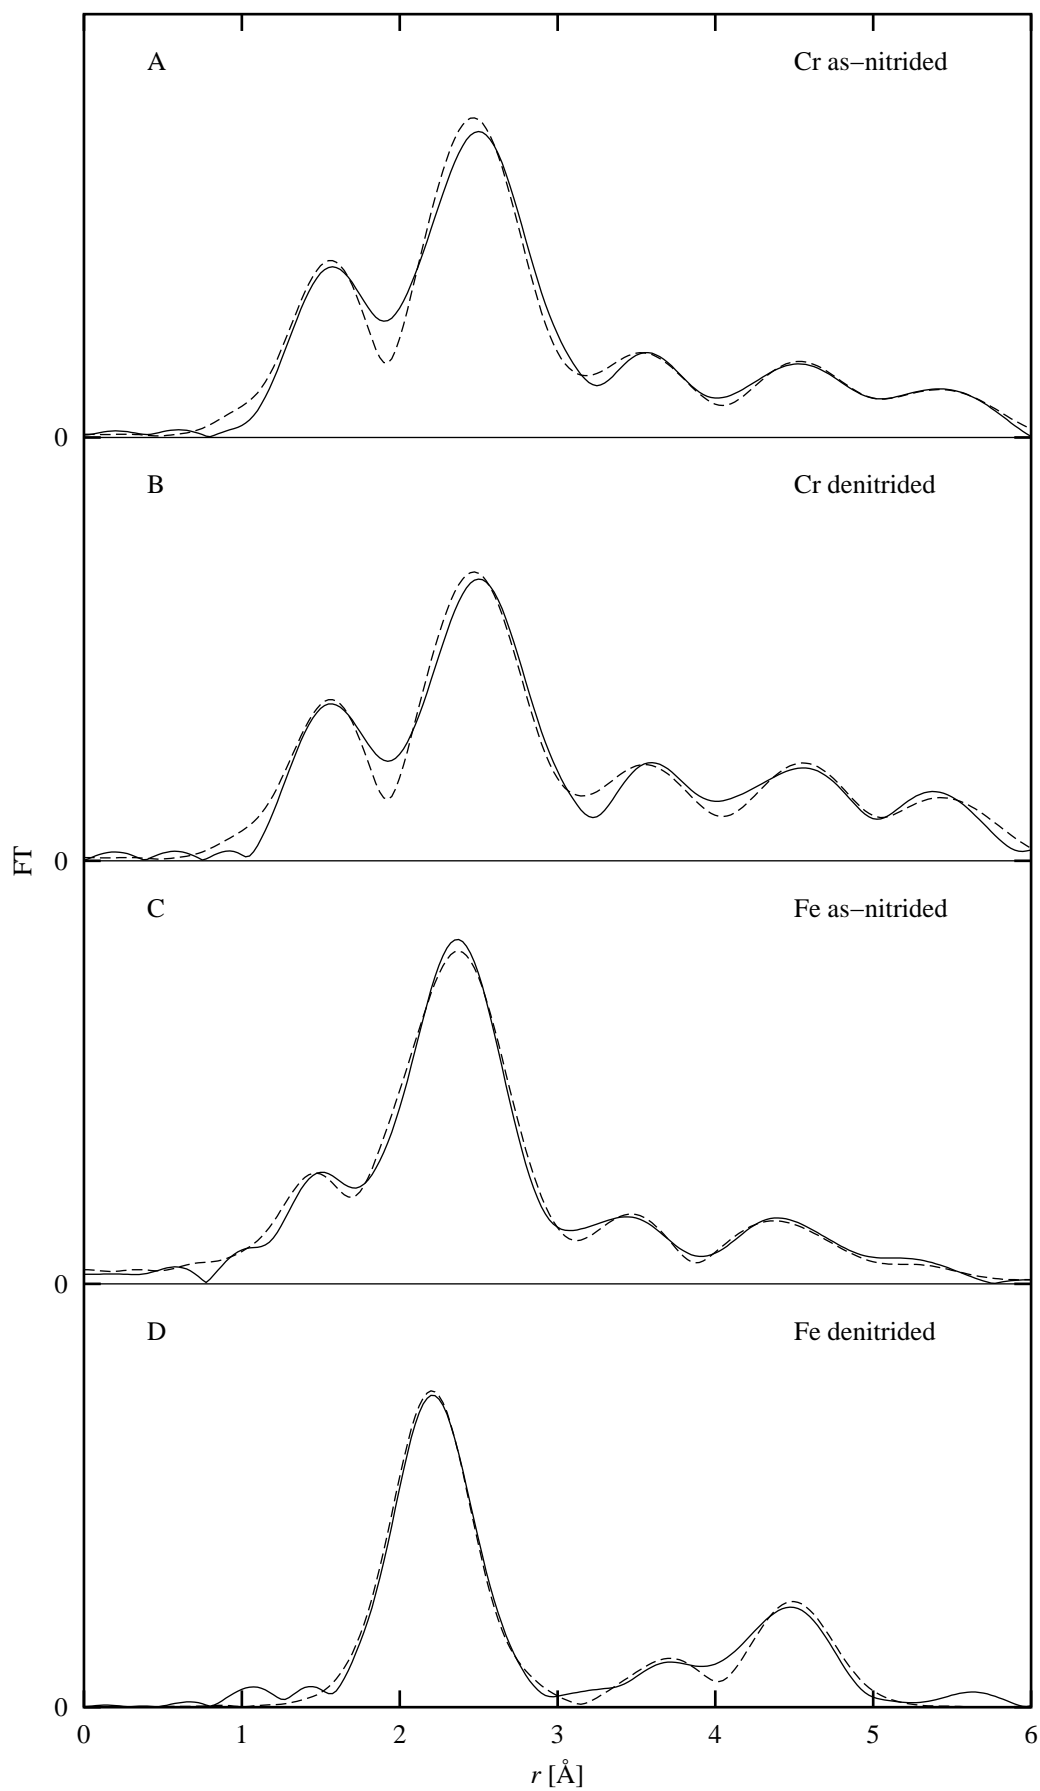 A Cr as−nitrided
0
B Cr denitrided
FT
0
C Fe as−nitrided
0
D Fe denitrided
0
0 1 2 3 4 5 6
r [Å]